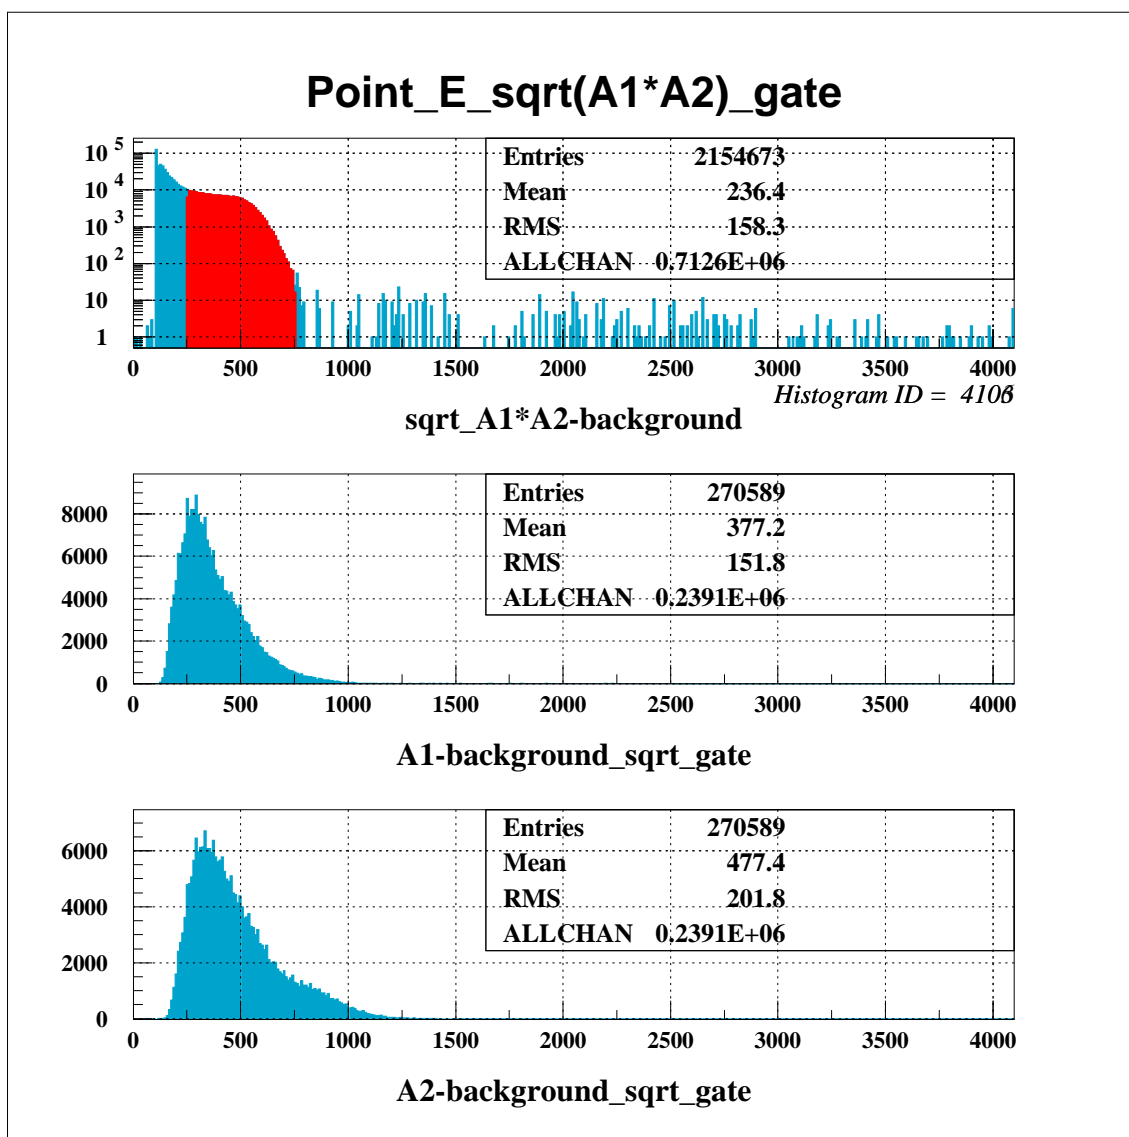 Point_E_sqrt(A1*A2)_gate
Entries 2154673
Mean 236.4
RMS 158.3
ALLCHAN 0.7126E+06
10 5
10 4
10 3
10 2
10
1
0 500 1000 1500 2000 2500 3000 3500 4000
Histogram ID =
sqrt_A1*A2-background
Entries 270589
Mean 377.2
RMS 151.8
ALLCHAN 0.2391E+06
8000
6000
4000
2000
0
0 500 1000 1500 2000 2500 3000 3500 4000
A1-background_sqrt_gate
Entries 270589
Mean 477.4
RMS 201.8
ALLCHAN 0.2391E+06
6000
4000
2000
0
0 500 1000 1500 2000 2500 3000 3500 4000
A2-background_sqrt_gate